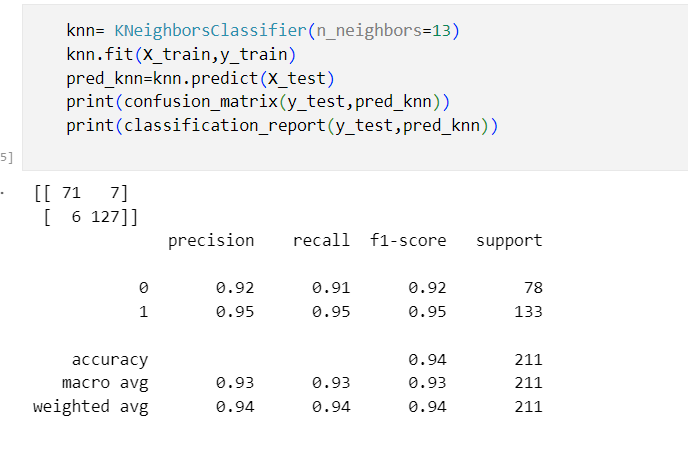 knn= KNeighborsClassifier(n_neighbors=13)
knn.fit(X_train,y_train)
pred_knn=knn.predict(X_test)
print(confusion_matrix(y_test,pred_knn))
print(classification_report(y_test,pred_knn))
5]
[[ 71   7]
 [  6 127]]
              precision    recall  f1-score   support
           0       0.92      0.91      0.92        78
           1       0.95      0.95      0.95       133
    accuracy                           0.94       211
   macro avg       0.93      0.93      0.93       211
weighted avg       0.94      0.94      0.94       211